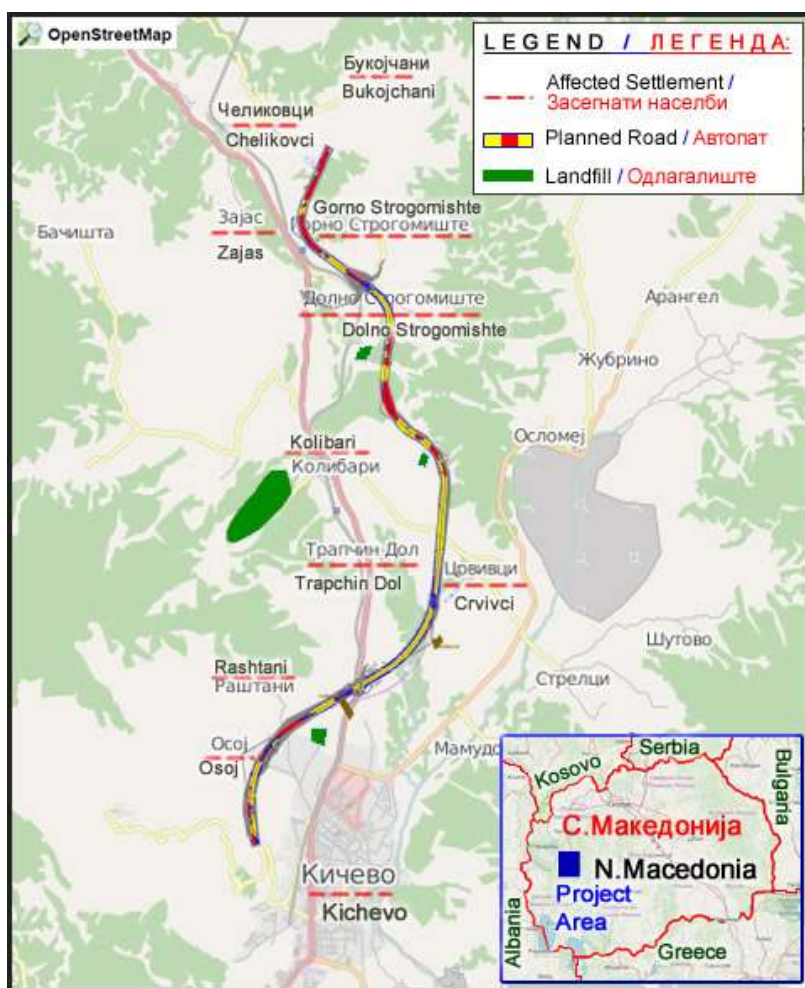 OpenStreetMap
LEGEND / ЛЕГЕНДА:
Affected Settlement /
Засегнати населби
Planned Road / Автопат
Landfill / Одлагалиште
Букојчани
Bukojchani
Челиковци
Chelikovci
Gorno Strogomishte
Горно Строгомиште
Зајас
Zajas
Бачишта
Долно Строгомиште
Dolno Strogomishte
Арангел
Жубрино
Осломеј
Kolibari
Колибари
Трапчин Дол
Trapchin Dol
Црвивци
Crvivci
Шутово
Стрелци
Rashtani
Раштани
Осој
Osoj
Мамудо
Кичево
Kichevo
Serbia
Kosovo
Bulgaria
С.Македонија
N.Macedonia
Project
Area
Albania
Greece